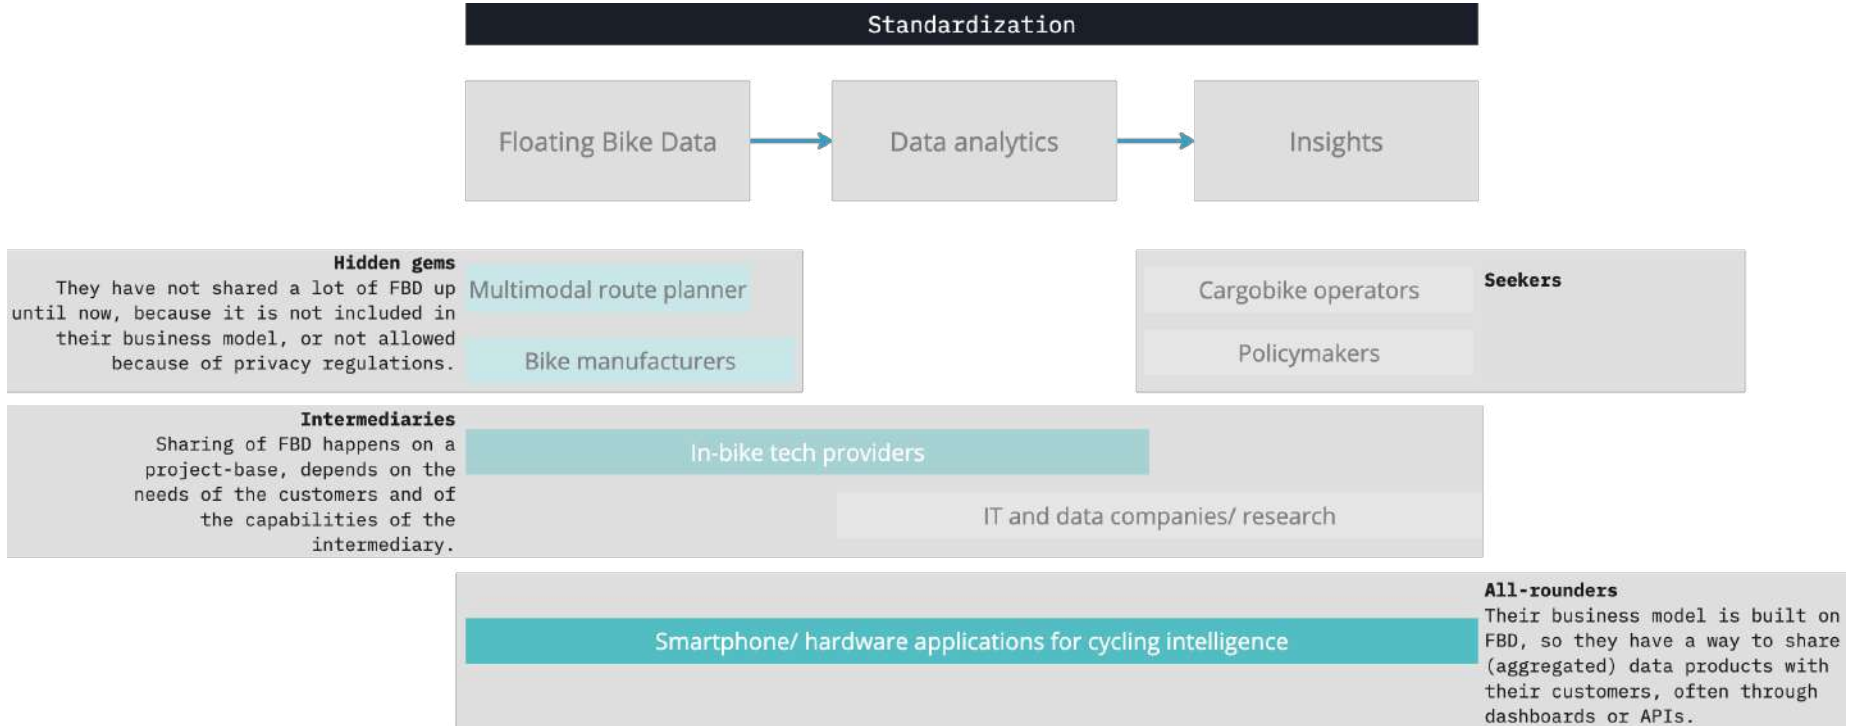 Standardization
Floating Bike Data
Data analytics
Insights
Hidden gems
They have not shared a lot of FBD up
until now, because it is not included in
their business model, or not allowed
because of privacy regulations.
Multimodal route planner
Bike manufacturers
Cargobike operators
Policymakers
Seekers
Intermediaries
Sharing of FBD happens on a
project-base, depends on the
needs of the customers and of
the capabilities of the
intermediary.
In-bike tech providers
IT and data companies/ research
Smartphone/ hardware applications for cycling intelligence
All-rounders
Their business model is built on
FBD, so they have a way to share
(aggregated) data products with
their customers, often through
dashboards or APIs.